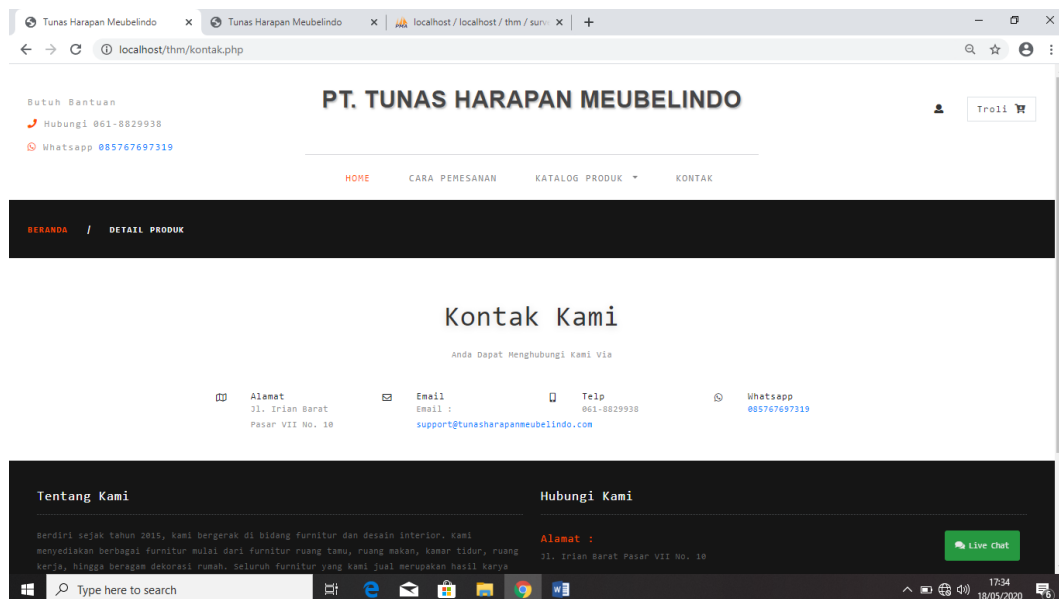 Tunas Harapan Meubelindo
Tunas Harapan Meubelindo
localhost / localhost / thm / surv
localhost/thm/kontak.php
Butuh Bantuan
Hubungi 061-8829938
Whatsapp 085767697319
PT. TUNAS HARAPAN MEUBELINDO
Troli
HOME CARA PEMESANAN KATALOG PRODUK KONTAK
BERANDA / DETAIL PRODUK
Kontak Kami
Anda Dapat Menghubungi Kami Via
Alamat
Jl. Irian Barat
Pasar VII No. 10
Email
Email :
support@tunasharapanmeubelindo.com
Telp
061-8829938
Whatsapp
085767697319
Tentang Kami
Berdiri sejak tahun 2015, kami bergerak di bidang furnitur dan desain interior. Kami
menyediakan berbagai furnitur mulai dari furnitur ruang tamu, ruang makan, kamar tidur, ruang
kerja, hingga beragam dekorasi rumah. Seluruh furnitur yang kami jual merupakan hasil karya
Hubungi Kami
Alamat :
Jl. Irian Barat Pasar VII No. 10
Live Chat
Type here to search
17:34
18/05/2020
6